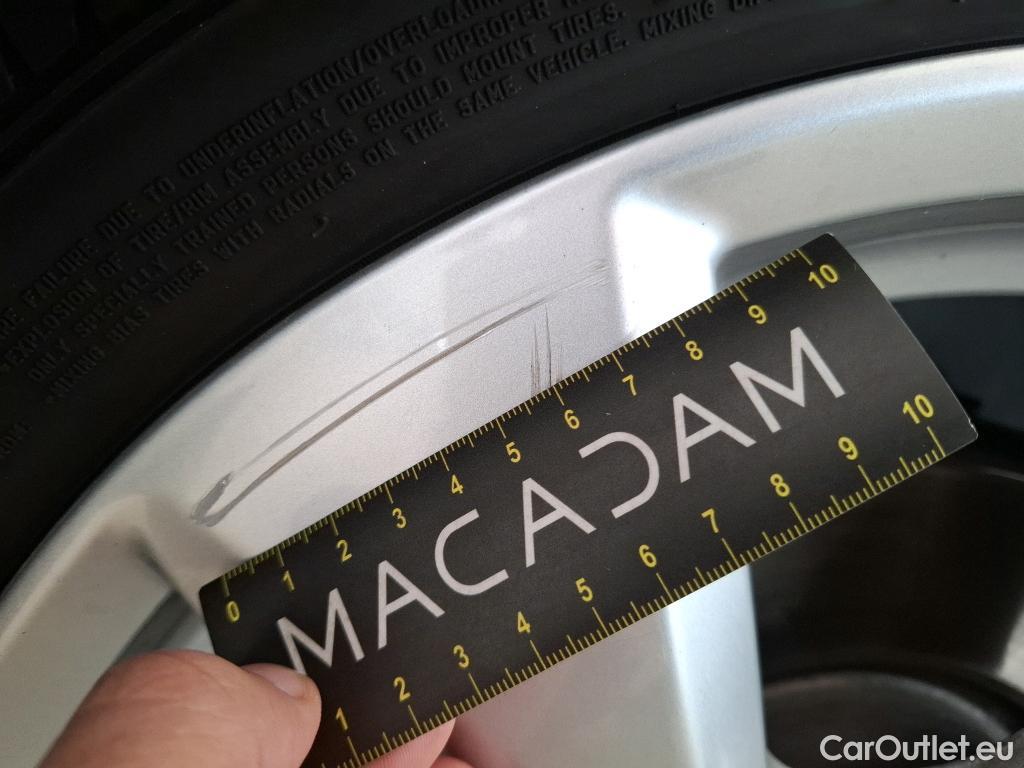 FAILURE DUE TO UNDERINFLATION/OVERLOADING
EXPLOSION OF TIRE/RIM ASSEMBLY DUE TO IMPROPER
ONLY SPECIALLY TRAINED PERSONS SHOULD MOUNT TIRES.
MIXING BIAS TIRES WITH RADIALS ON THE SAME VEHICLE. MIXING
0 1 2 3 4 5 6 7 8 9 10
MACADAM
1 2 3 4 5 6 7 8 9 10
CarOutlet.eu